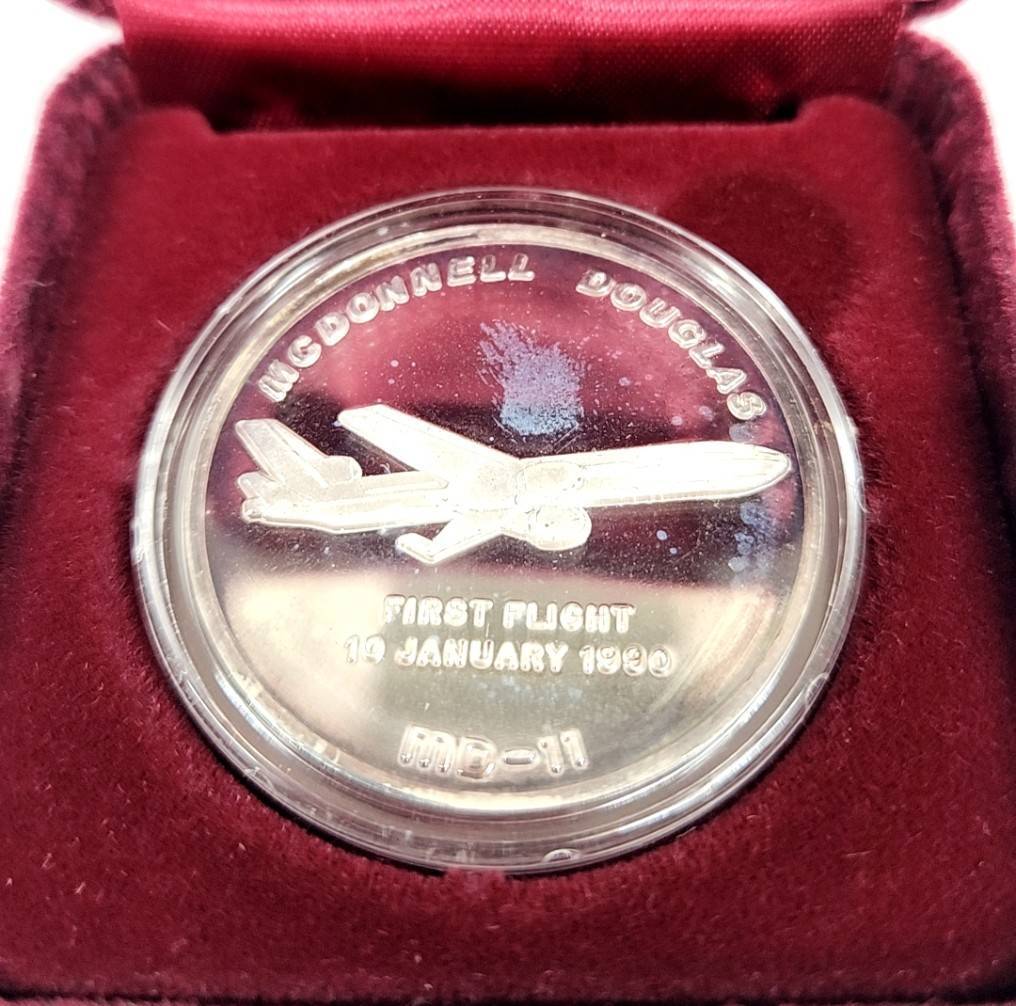 MCDONNELL DOUGLAS
FIRST FLIGHT
10 JANUARY 1990
MD-11